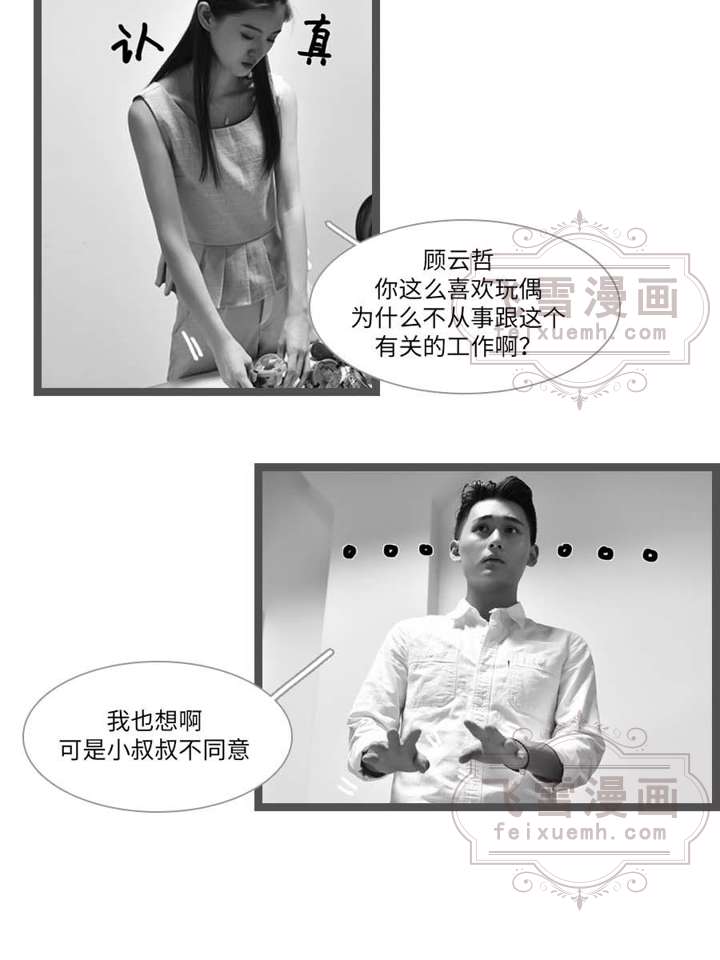 认真
顾云哲
你这么喜欢玩偶
为什么不从事跟这个
有关的工作啊?
飞雪漫画
feixuemh.com
我也想啊
可是小叔叔不同意
飞雪漫画
feixuemh.com